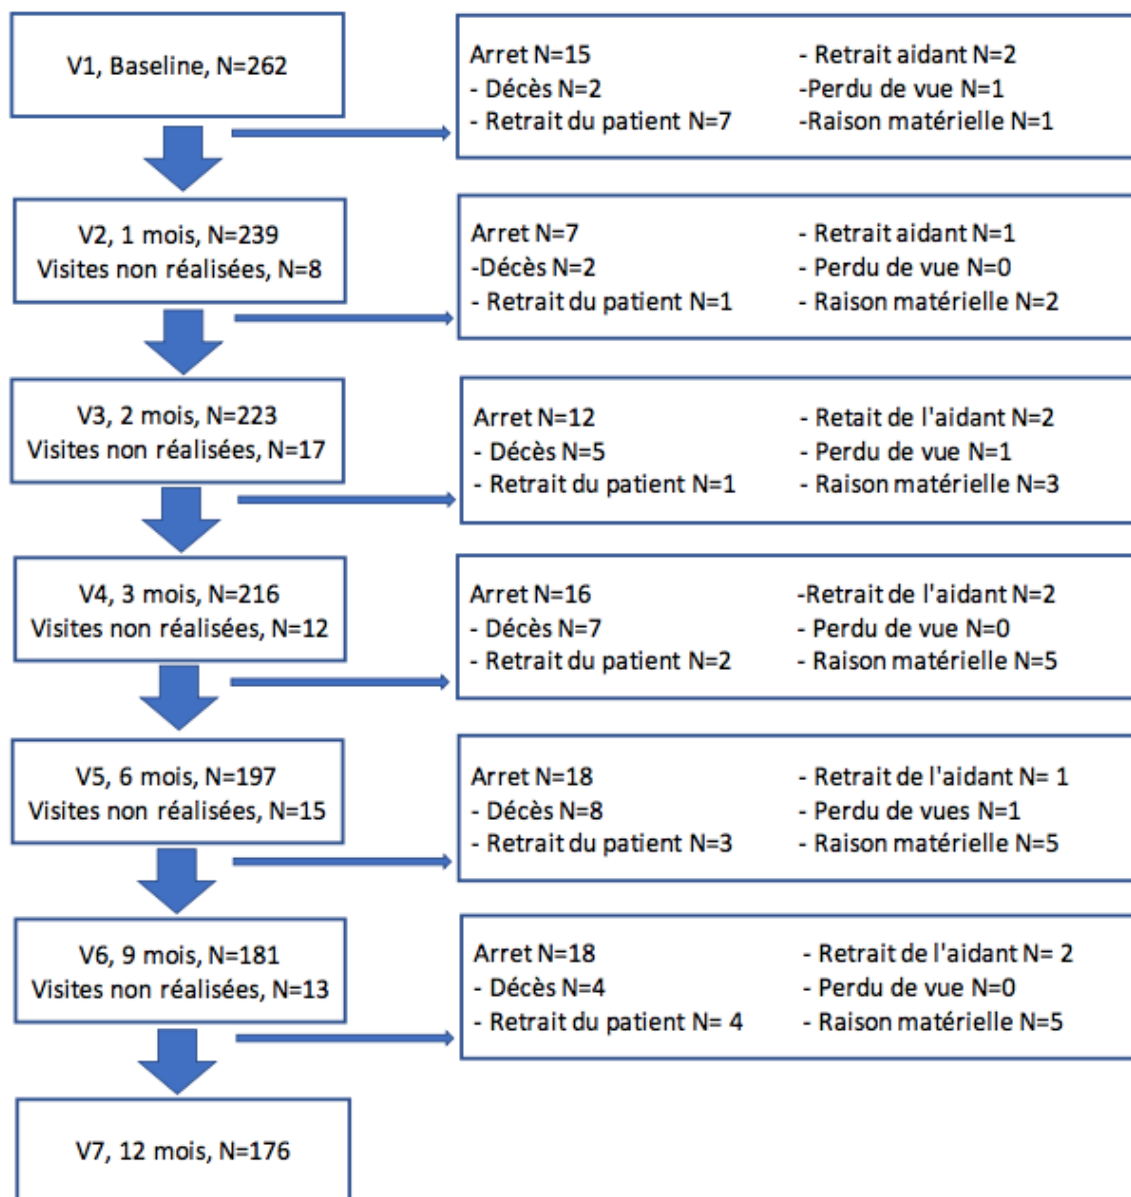 V1, Baseline, N=262
Arret N=15
- Décès N=2
- Retrait du patient N=7
- Retrait aidant N=2
-Perdu de vue N=1
-Raison matérielle N=1
V2, 1 mois, N=239
Visites non réalisées, N=8
Arret N=7
-Décès N=2
- Retrait du patient N=1
- Retrait aidant N=1
- Perdu de vue N=0
- Raison matérielle N=2
V3, 2 mois, N=223
Visites non réalisées, N=17
Arret N=12
- Décès N=5
- Retrait du patient N=1
- Retait de l'aidant N=2
- Perdu de vue N=1
- Raison matérielle N=3
V4, 3 mois, N=216
Visites non réalisées, N=12
Arret N=16
- Décès N=7
- Retrait du patient N=2
-Retrait de l'aidant N=2
- Perdu de vue N=0
- Raison matérielle N=5
V5, 6 mois, N=197
Visites non réalisées, N=15
Arret N=18
- Décès N=8
- Retrait du patient N=3
- Retrait de l'aidant N= 1
- Perdu de vues N=1
- Raison matérielle N=5
V6, 9 mois, N=181
Visites non réalisées, N=13
Arret N=18
- Décès N=4
- Retrait du patient N= 4
- Retrait de l'aidant N= 2
- Perdu de vue N=0
- Raison matérielle N=5
V7, 12 mois, N=176